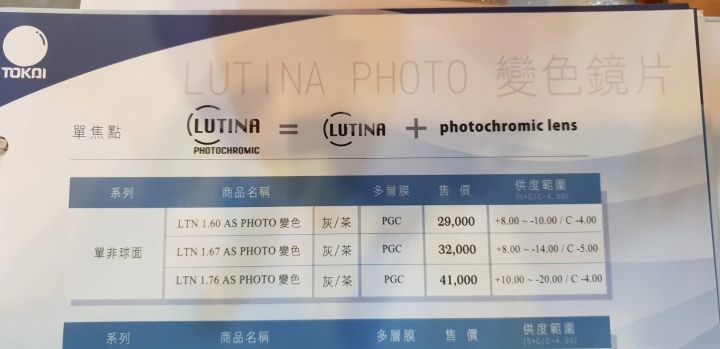 TOKAI
LUTINA PHOTO 變色鏡片
單焦點 LUTINA PHOTOCHROMIC = LUTINA + photochromic lens
系列 商品名稱 多層膜 售價 供度範圍
(S+C/C-4.00)
單非球面
LTN 1.60 AS PHOTO 變色 灰/茶 PGC 29,000 +8.00 ~ -10.00 / C -4.00
LTN 1.67 AS PHOTO 變色 灰/茶 PGC 32,000 +8.00 ~ -14.00 / C -5.00
LTN 1.76 AS PHOTO 變色 灰/茶 PGC 41,000 +10.00 ~ -20.00 / C -4.00
系列 商品名稱 多層膜 售價 供度範圍
(S+C/C-4.00)